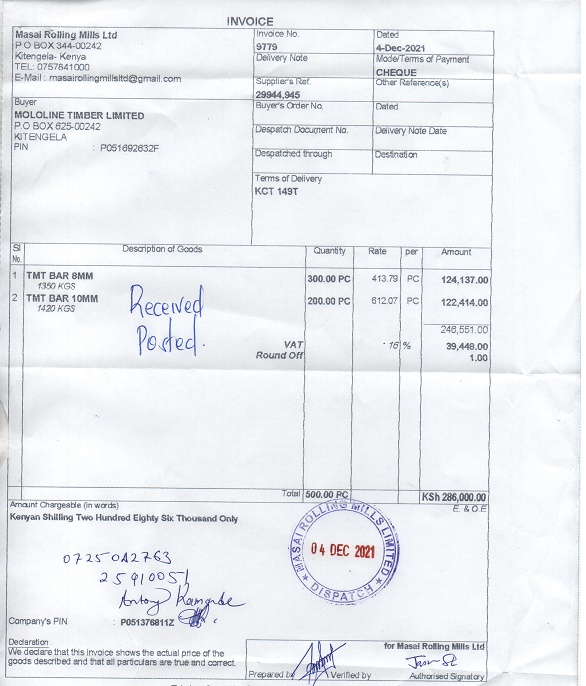 INVOICE
Masai Rolling Mills Ltd
P O BOX 344-00242
Kitengela- Kenya
TEL: 0757841000
E-Mail : masairollingmillsltd@gmail.com
Invoice No.
9779
Dated
4-Dec-2021
Delivery Note
Mode/Terms of Payment
CHEQUE
Supplier's Ref.
29944,945
Other Reference(s)
Buyer
MOLOLINE TIMBER LIMITED
P.O BOX 625-00242
KITENGELA
PIN : P051692632F
Buyer's Order No.
Dated
Despatch Document No.
Delivery Note Date
Despatched through
Destination
Terms of Delivery
KCT 149T
Sl No. Description of Goods Quantity Rate per Amount
1 TMT BAR 8MM 300.00 PC 413.79 PC 124,137.00
1350 KGS
2 TMT BAR 10MM 200.00 PC 612.07 PC 122,414.00
1420 KGS
Received
Posted.
246,551.00
VAT 16 % 39,448.00
Round Off 1.00
Total 500.00 PC KSh 286,000.00
Amount Chargeable (in words) E. & O.E
Kenyan Shilling Two Hundred Eighty Six Thousand Only
MASAI ROLLING MILLS LIMITED
04 DEC 2021
DISPATCH
0725042763
25910051
Antony
Company's PIN : P051376811Z
Declaration
We declare that this invoice shows the actual price of the
goods described and that all particulars are true and correct.
for Masai Rolling Mills Ltd
Prepared by Verified by Authorised Signatory